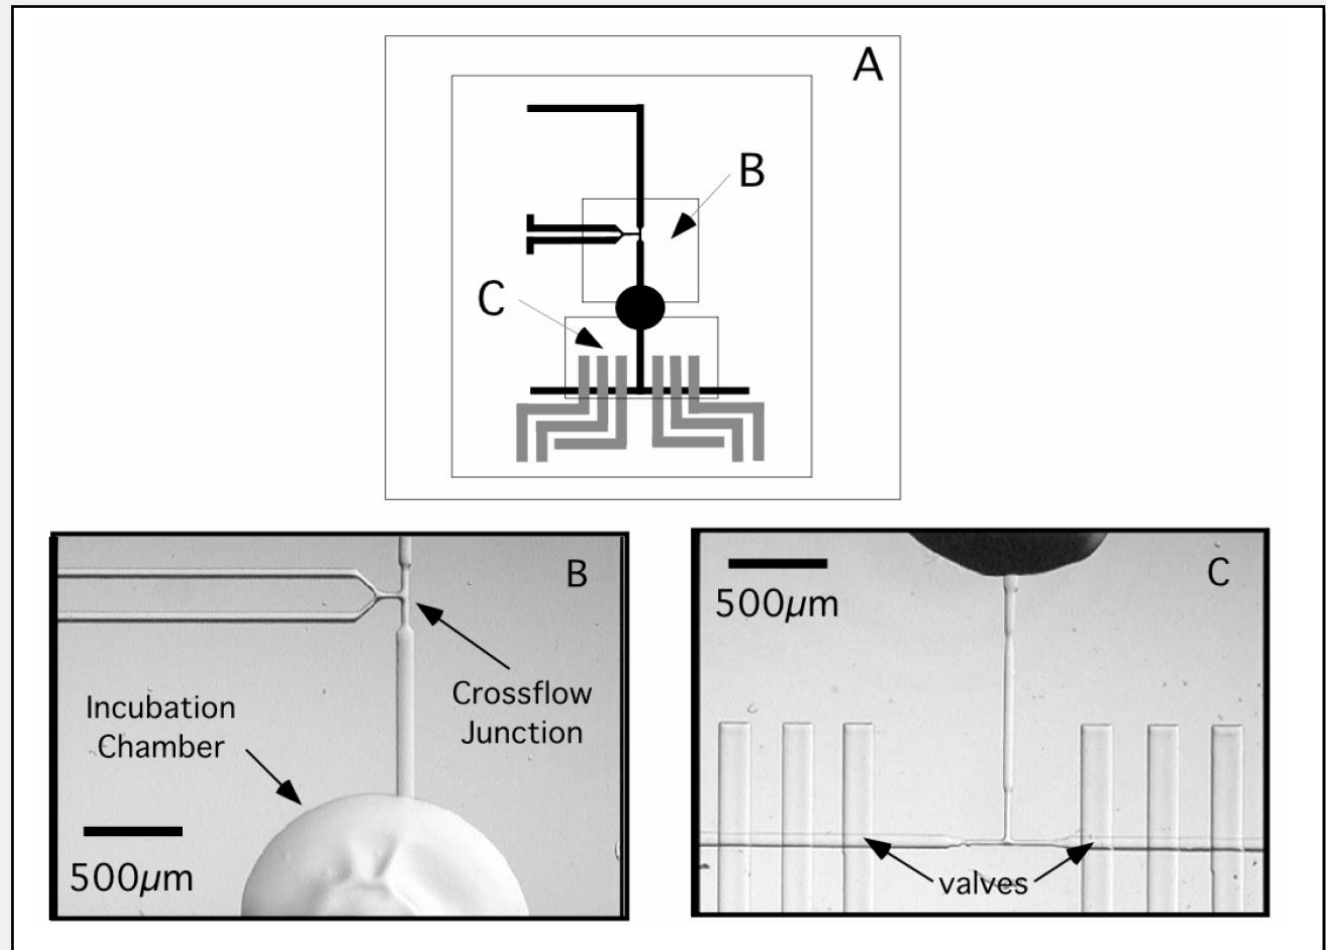 A
B
C
B
Crossflow
Junction
Incubation
Chamber
500μm
C
500μm
valves